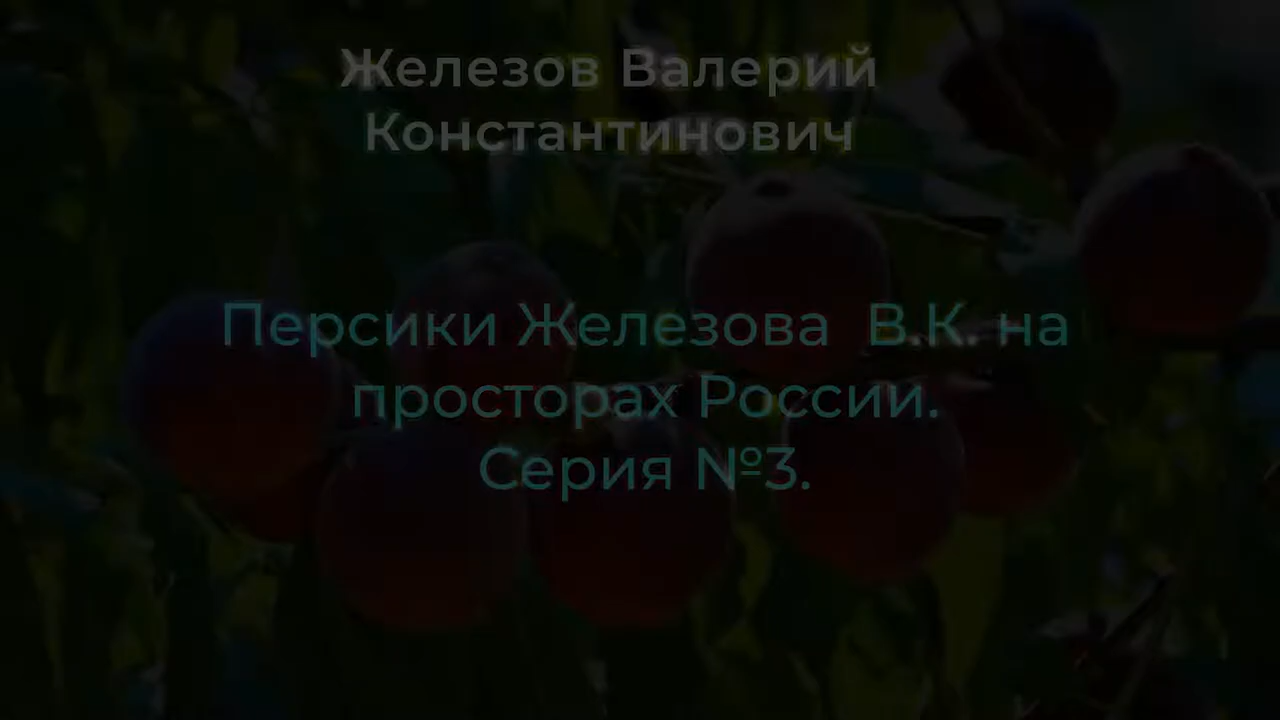 Железов Валерий
Константинович
Персики Железова В.К. на
просторах России.
Серия №3.